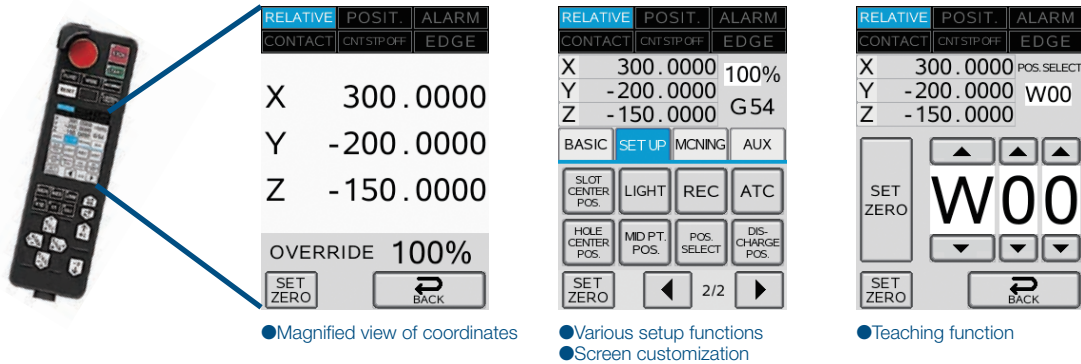 RELATIVE POSIT. ALARM
CONTACT CNT STP OFF EDGE
X 300.0000
Y -200.0000
Z -150.0000
OVERRIDE 100%
SET
ZERO
BACK
●Magnified view of coordinates
RELATIVE POSIT. ALARM
CONTACT CNT STP OFF EDGE
X 300.0000 100%
Y -200.0000
Z -150.0000 G54
BASIC SETUP MCNING AUX
SLOT
CENTER
POS.
LIGHT
REC
ATC
HOLE
CENTER
POS.
MID PT.
POS.
POS.
SELECT
DIS-
CHARGE
POS.
SET
ZERO
2/2
●Various setup functions
●Screen customization
RELATIVE POSIT. ALARM
CONTACT CNT STP OFF EDGE
X 300.0000 POS. SELECT
Y -200.0000 W00
Z -150.0000
SET
ZERO
W00
SET
ZERO
BACK
●Teaching function